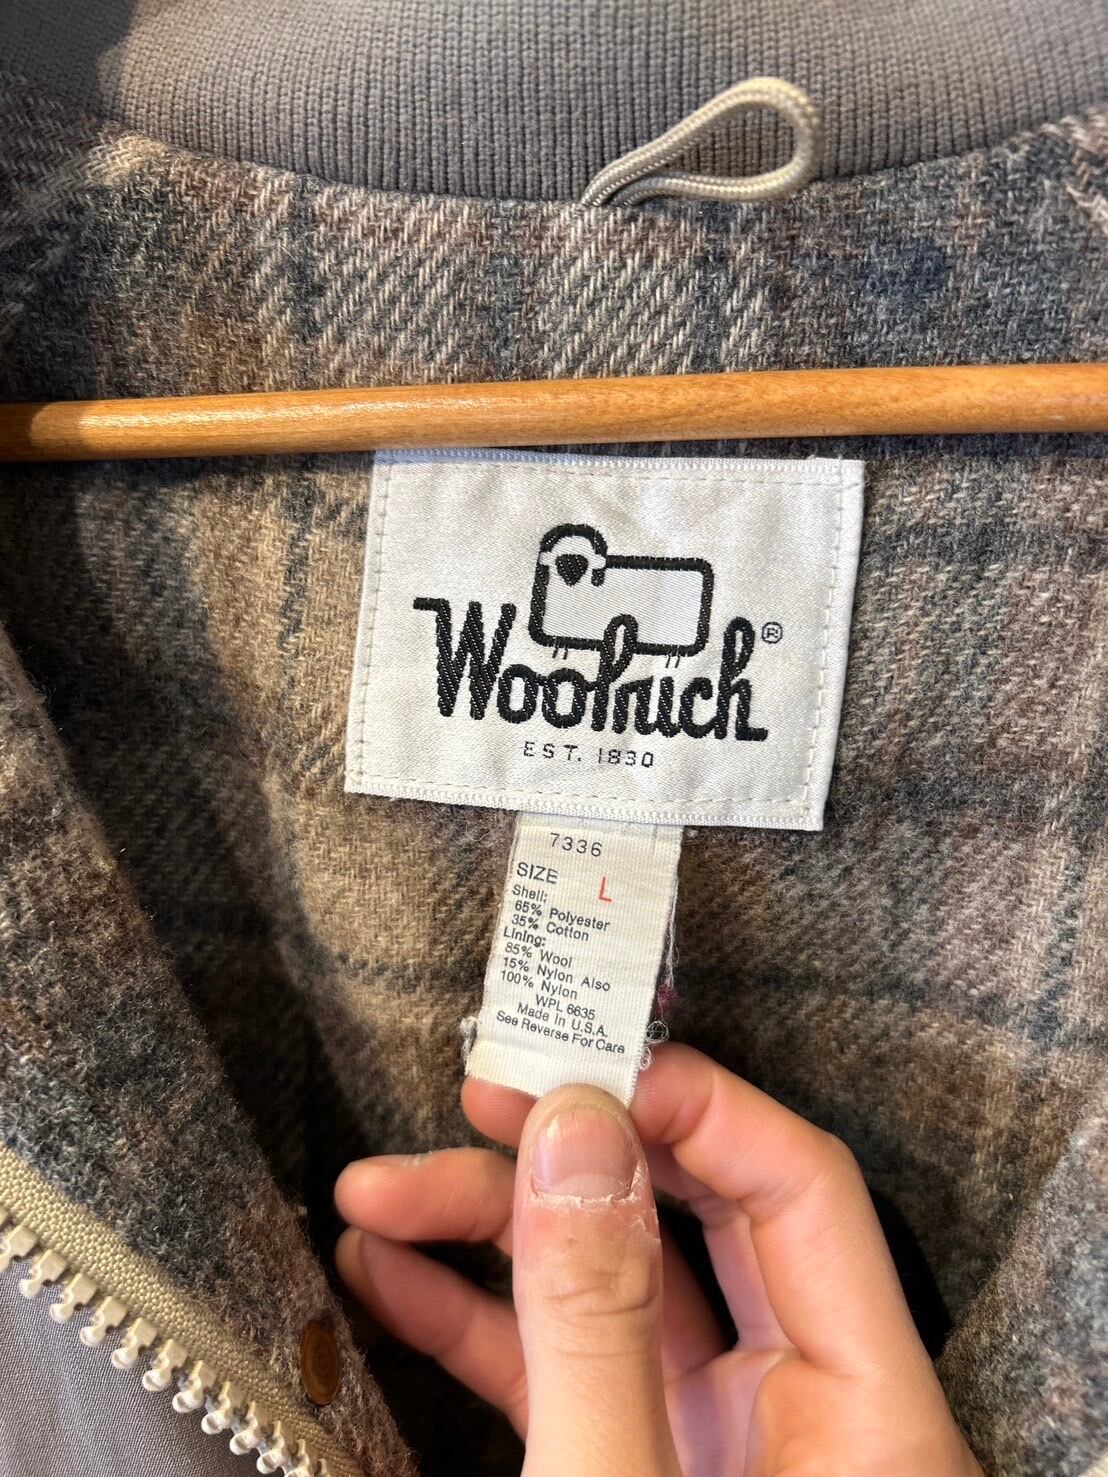 Woolrich®
EST. 1830
7336
SIZE L
Shell:
65% Polyester
35% Cotton
Lining:
85% Wool
15% Nylon Also
100% Nylon
WPL 6635
Made In U.S.A.
See Reverse For Care